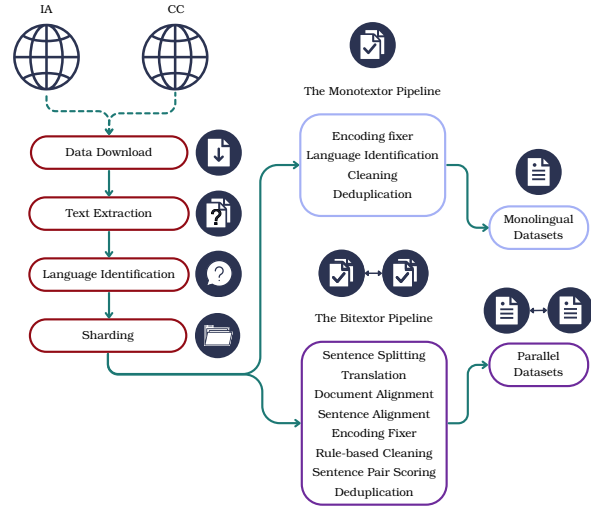 IA
CC
Data Download
Text Extraction
Language Identification
Sharding
The Monotextor Pipeline
Encoding fixer
Language Identification
Cleaning
Deduplication
Monolingual
Datasets
The Bitextor Pipeline
Sentence Splitting
Translation
Document Alignment
Sentence Alignment
Encoding Fixer
Rule-based Cleaning
Sentence Pair Scoring
Deduplication
Parallel
Datasets